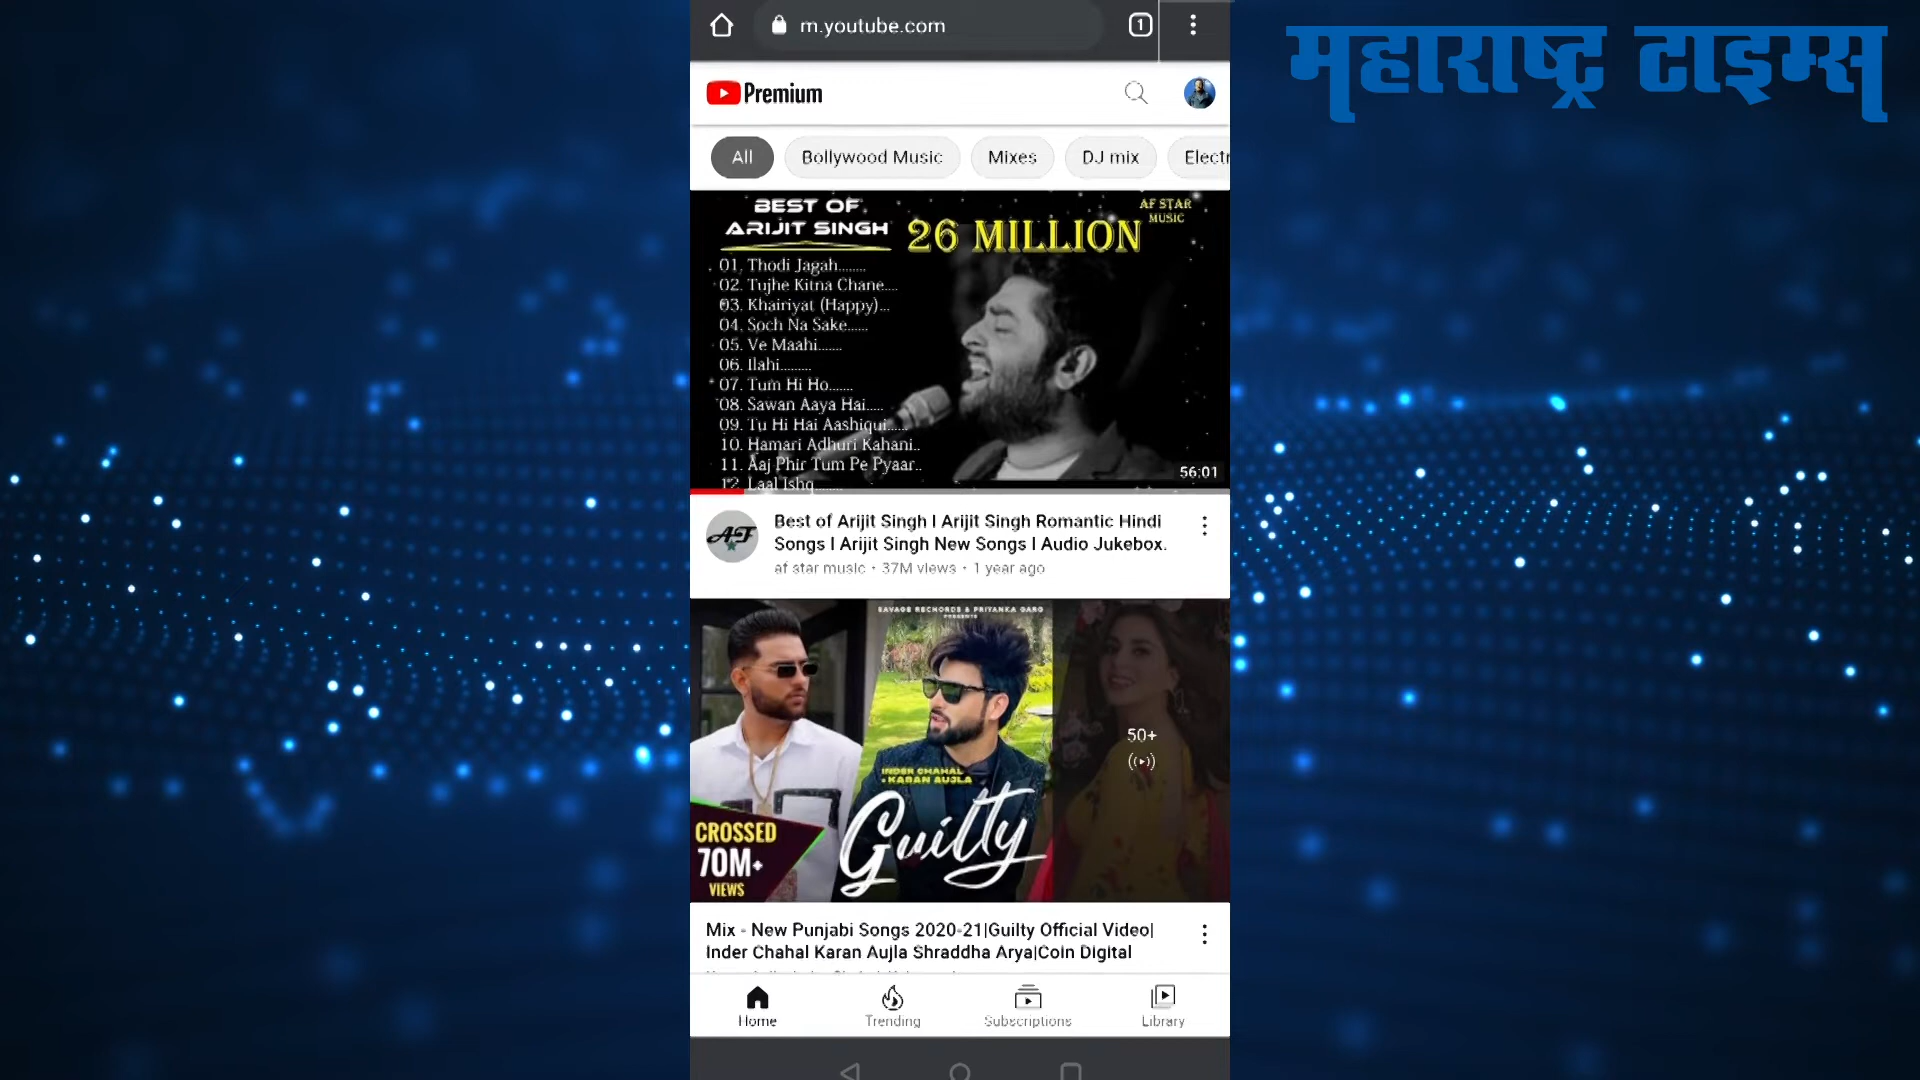 m.youtube.com
1
महाराष्ट्र टाइम्स
Premium
All
Bollywood Music
Mixes
DJ mix
Electr
BEST OF
ARIJIT SINGH
26 MILLION
AF STAR
MUSIC
01. Thodi Jagah........
02. Tujhe Kitna Chane....
03. Khairiyat (Happy)...
04. Soch Na Sake......
05. Ve Maahi.......
06. Ilahi.........
07. Tum Hi Ho.......
08. Sawan Aaya Hai.....
09. Tu Hi Hai Aashiqui.....
10. Hamari Adhuri Kahani..
11. Aaj Phir Tum Pe Pyaar..
12. Laal Ishq........
56:01
AF
Best of Arijit Singh l Arijit Singh Romantic Hindi
Songs l Arijit Singh New Songs l Audio Jukebox.
af star music • 37M views • 1 year ago
SAVAGE RECHORDS & PRIYANKA GARG
PRESENTS
INDER CHAHAL
+ KARAN AUJLA
Guilty
CROSSED
70M+
VIEWS
50+
Mix - New Punjabi Songs 2020-21|Guilty Official Video|
Inder Chahal Karan Aujla Shraddha Arya|Coin Digital
Home
Trending
Subscriptions
Library